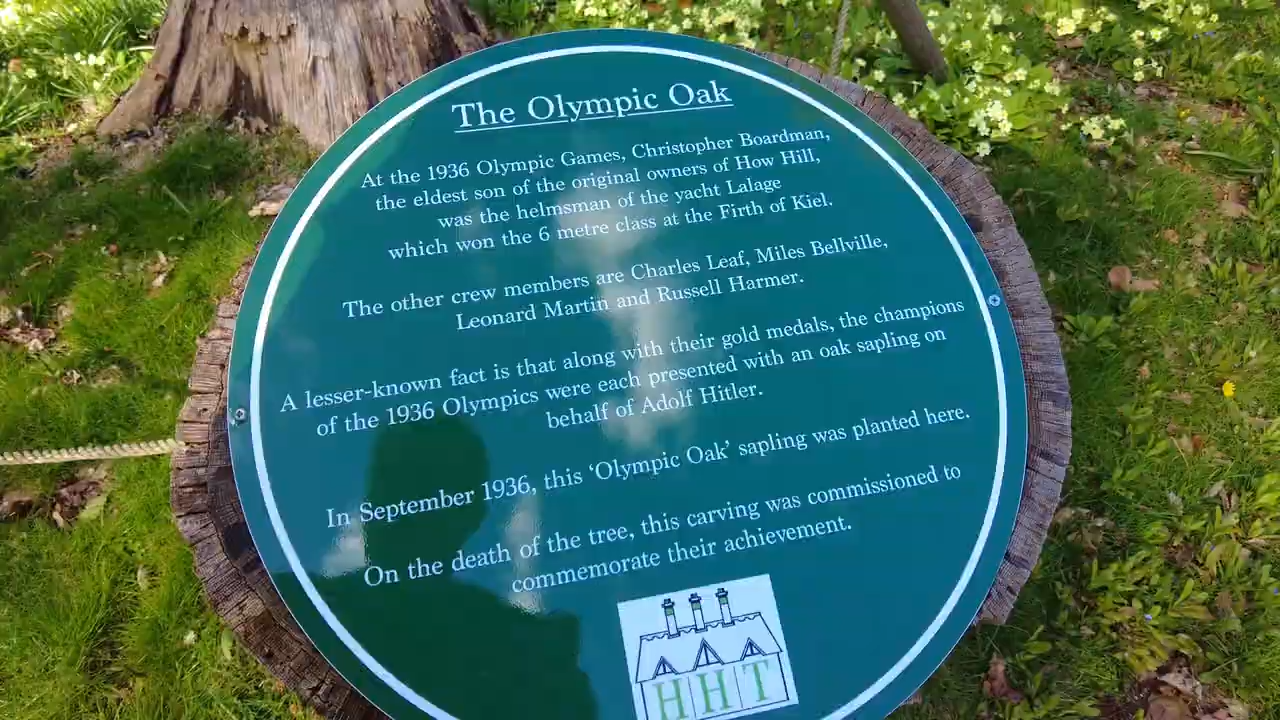 The Olympic Oak
At the 1936 Olympic Games, Christopher Boardman,
the eldest son of the original owners of How Hill,
was the helmsman of the yacht Lalage
which won the 6 metre class at the Firth of Kiel.
The other crew members are Charles Leaf, Miles Bellville,
Leonard Martin and Russell Harmer.
A lesser-known fact is that along with their gold medals, the champions
of the 1936 Olympics were each presented with an oak sapling on
behalf of Adolf Hitler.
In September 1936, this ‘Olympic Oak’ sapling was planted here.
On the death of the tree, this carving was commissioned to
commemorate their achievement.
HHT